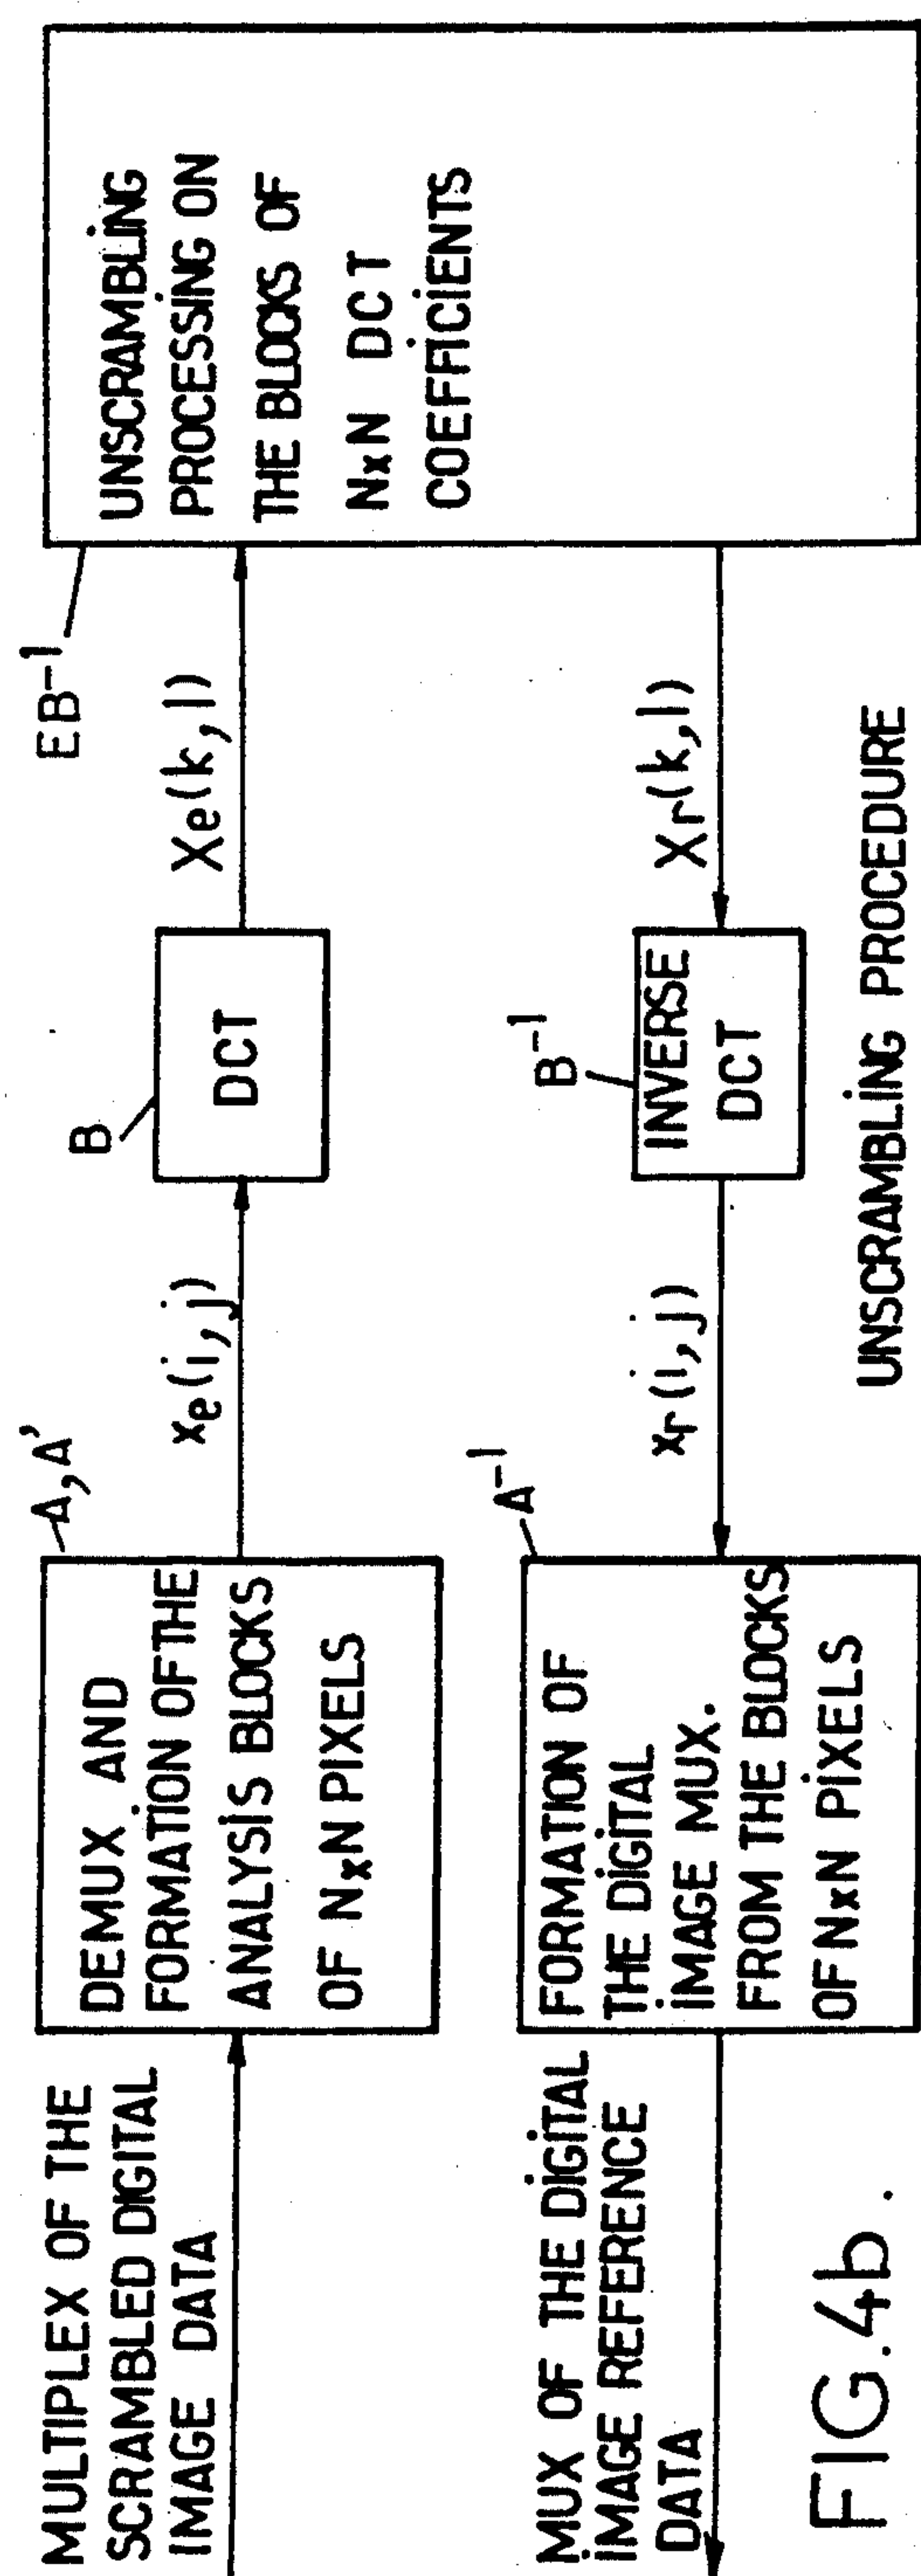 MULTIPLEX OF THE
SCRAMBLED DIGITAL
IMAGE DATA
A, A'
DEMUX AND
FORMATION OF THE
ANALYSIS BLOCKS
OF NxN PIXELS
xe(i,j)
B
DCT
Xe(k,l)
EB-1
UNSCRAMBLING
PROCESSING ON
THE BLOCKS OF
NxN DCT
COEFFICIENTS
MUX OF THE DIGITAL
IMAGE REFERENCE
DATA
A-1
FORMATION OF
THE DIGITAL
IMAGE MUX.
FROM THE BLOCKS
OF NxN PIXELS
xr(i,j)
B-1
INVERSE
DCT
Xr(k,l)
UNSCRAMBLING PROCEDURE
FIG.4b.